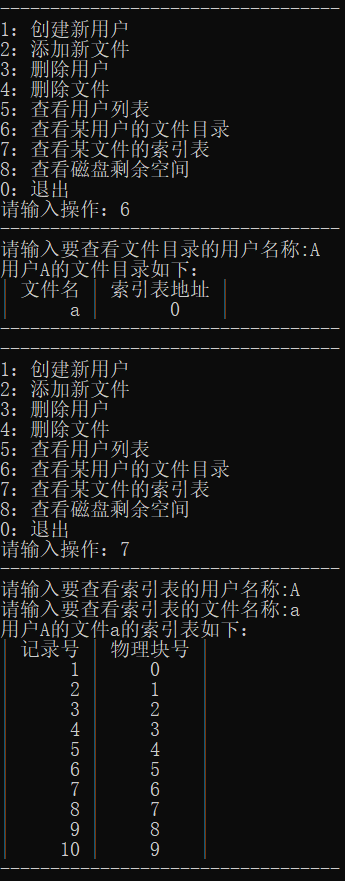 ----------------------------------
1：创建新用户
2：添加新文件
3：删除用户
4：删除文件
5：查看用户列表
6：查看某用户的文件目录
7：查看某文件的索引表
8：查看磁盘剩余空间
0：退出
请输入操作：6
----------------------------------
请输入要查看文件目录的用户名称:A
用户A的文件目录如下：
| 文件名 | 索引表地址 |
| a | 0 |
----------------------------------
----------------------------------
1：创建新用户
2：添加新文件
3：删除用户
4：删除文件
5：查看用户列表
6：查看某用户的文件目录
7：查看某文件的索引表
8：查看磁盘剩余空间
0：退出
请输入操作：7
----------------------------------
请输入要查看索引表的用户名称:A
请输入要查看索引表的文件名称:a
用户A的文件a的索引表如下：
| 记录号 | 物理块号 |
| 1 | 0 |
| 2 | 1 |
| 3 | 2 |
| 4 | 3 |
| 5 | 4 |
| 6 | 5 |
| 7 | 6 |
| 8 | 7 |
| 9 | 8 |
| 10 | 9 |
----------------------------------